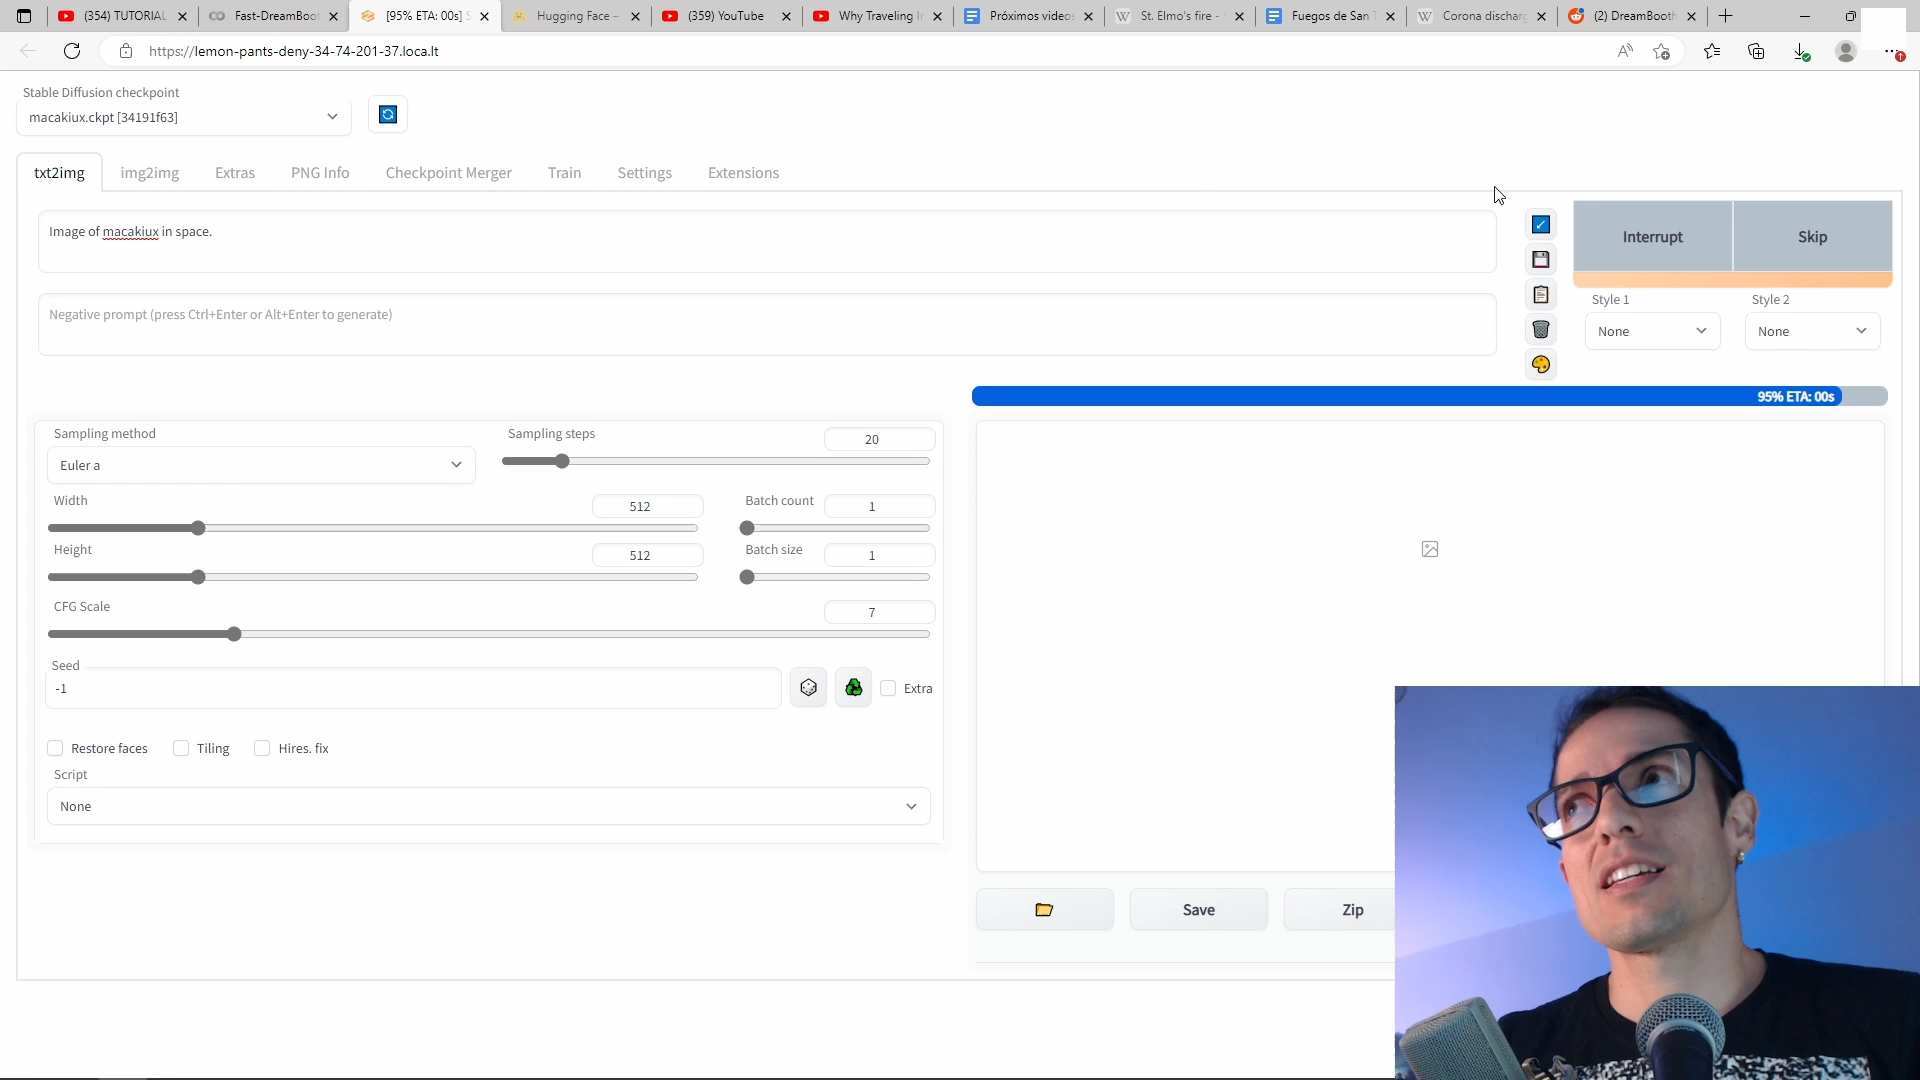 (354) TUTORIAL
Fast-DreamBoot
[95% ETA: 00s] S
Hugging Face –
(359) YouTube
Why Traveling I
Próximos videos
St. Elmo's fire -
Fuegos de San T
Corona discharg
(2) DreamBooth
https://lemon-pants-deny-34-74-201-37.loca.lt
Stable Diffusion checkpoint
macakiux.ckpt [34191f63]
txt2img
img2img
Extras
PNG Info
Checkpoint Merger
Train
Settings
Extensions
Image of macakiux in space.
Interrupt
Skip
Style 1
Style 2
None
None
Negative prompt (press Ctrl+Enter or Alt+Enter to generate)
95% ETA: 00s
Sampling method
Euler a
Sampling steps
20
Width
512
Batch count
1
Height
512
Batch size
1
CFG Scale
7
Seed
-1
Extra
Restore faces
Tiling
Hires. fix
Script
None
Save
Zip